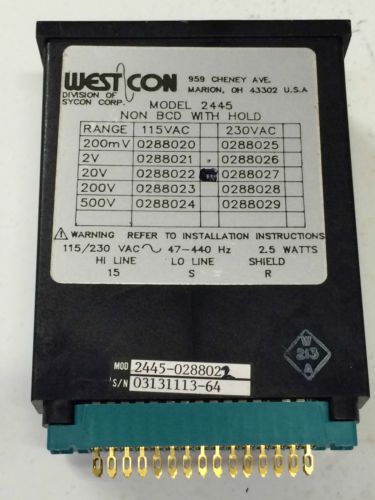 WESTCON
DIVISION OF
SYCON CORP.
959 CHENEY AVE.
MARION, OH 43302 U.S.A
MODEL 2445
NON BCD WITH HOLD
RANGE 115VAC 230VAC
200mV 0288020 0288025
2V 0288021 0288026
20V 0288022 0288027
200V 0288023 0288028
500V 0288024 0288029
WARNING REFER TO INSTALLATION INSTRUCTIONS
115/230 VAC ~ 47-440 Hz 2.5 WATTS
HI LINE LO LINE SHIELD
15 S R
W
213
A
MOD 2445-0288022
S/N 03131113-64